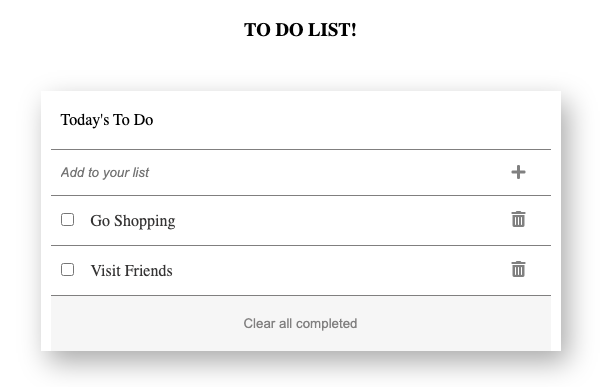 TO DO LIST!
Today's To Do
Add to your list
Go Shopping
Visit Friends
Clear all completed